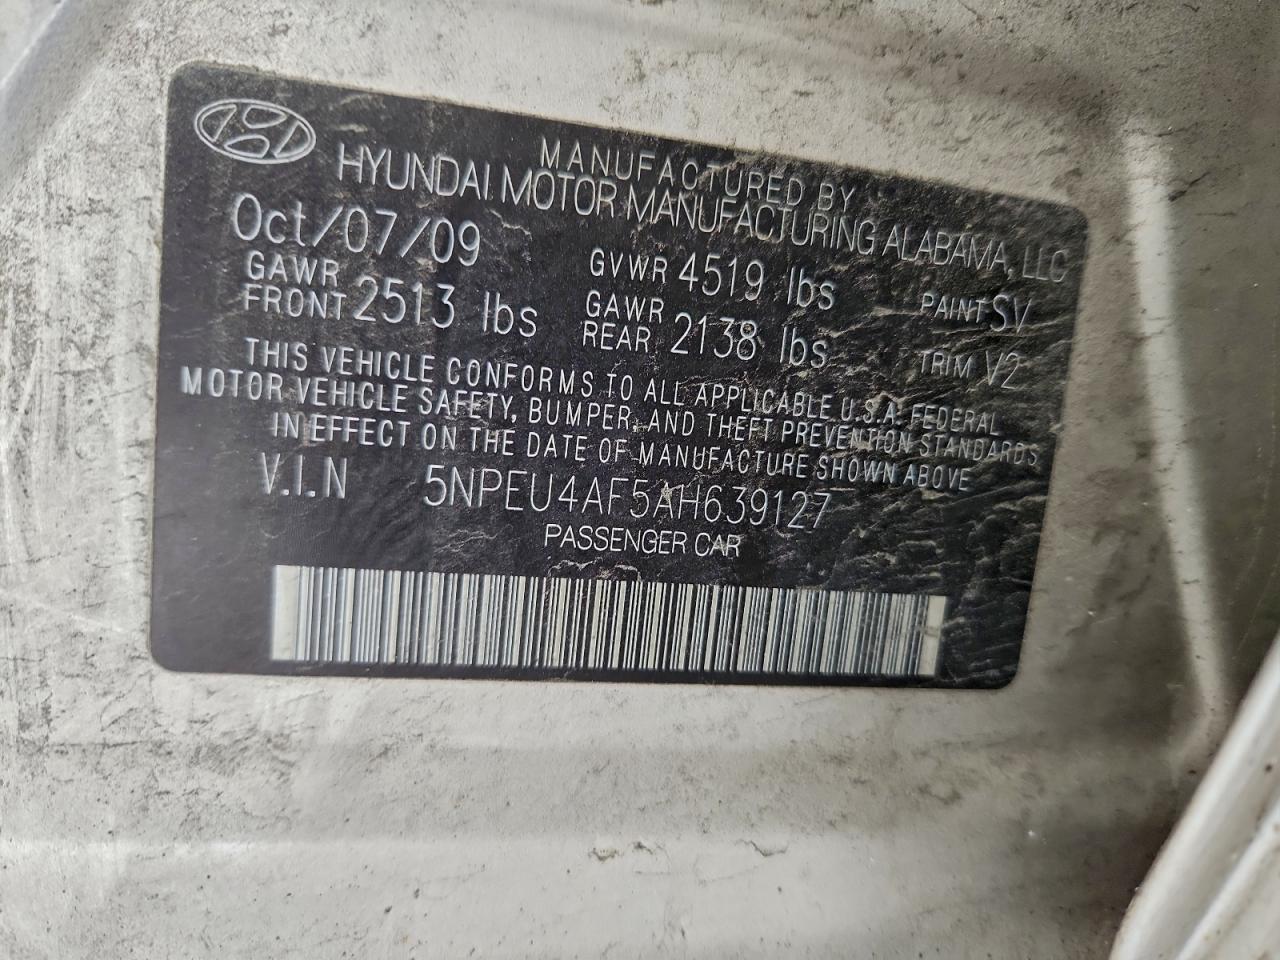 MANUFACTURED BY
HYUNDAI MOTOR MANUFACTURING ALABAMA, LLC
Oct/07/09
GVWR 4519 lbs
PAINT SV
GAWR FRONT 2513 lbs
GAWR REAR 2138 lbs
TRIM V2
THIS VEHICLE CONFORMS TO ALL APPLICABLE U.S.A. FEDERAL
MOTOR VEHICLE SAFETY, BUMPER, AND THEFT PREVENTION STANDARDS
IN EFFECT ON THE DATE OF MANUFACTURE SHOWN ABOVE
V.I.N 5NPEU4AF5AH639127
PASSENGER CAR